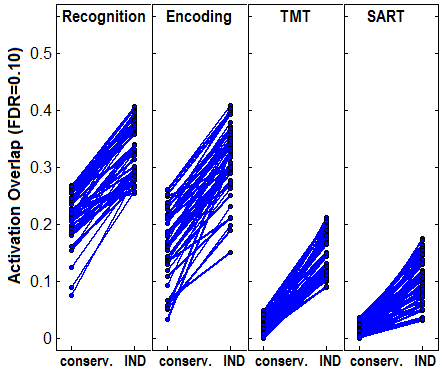 Recognition Encoding TMT SART
Activation Overlap (FDR=0.10)
0.5
0.4
0.3
0.2
0.1
0
conserv. IND conserv. IND conserv. IND conserv. IND